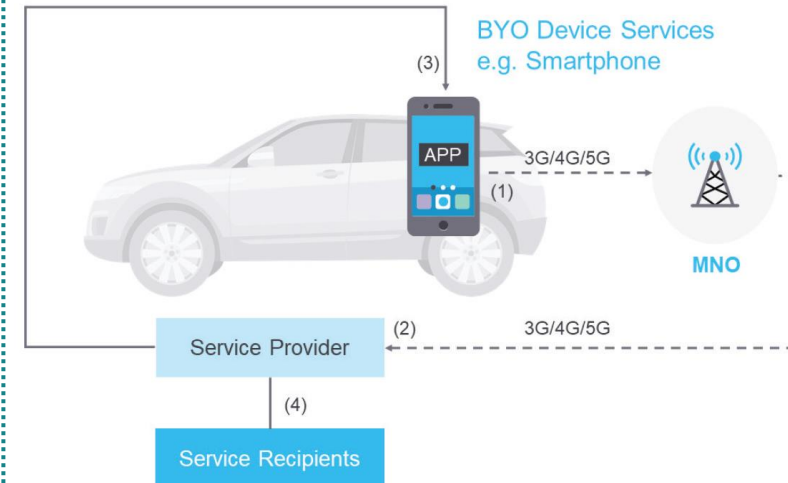 BYO Device Services
e.g. Smartphone
(3)
APP
3G/4G/5G
(1)
MNO
Service Provider
(2)
3G/4G/5G
(4)
Service Recipients